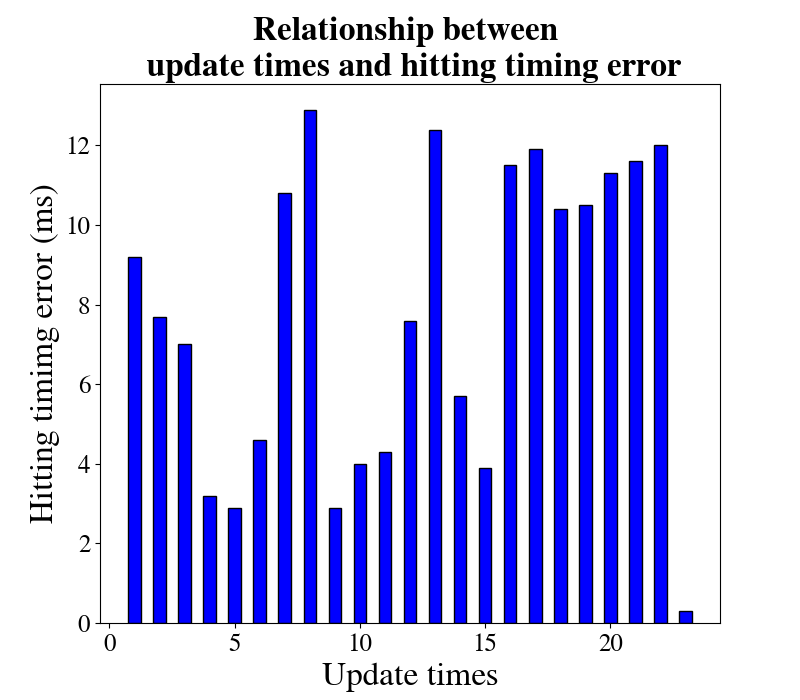 Relationship between
update times and hitting timing error
Hitting timimg error (ms)
12
10
8
6
4
2
0
0 5 10 15 20
Update times